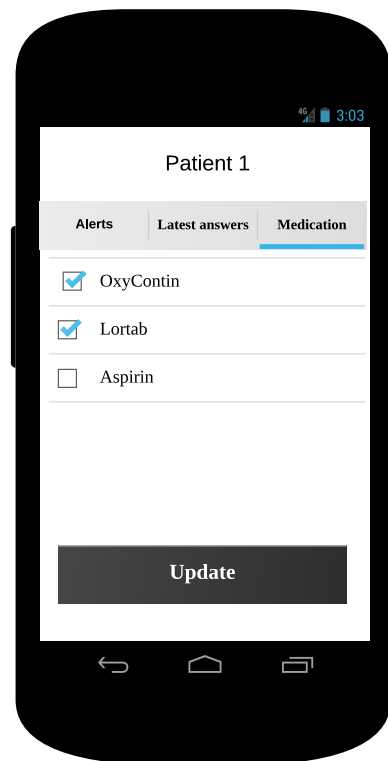 4G 3:03
Patient 1
Alerts Latest answers Medication
OxyContin
Lortab
Aspirin
Update